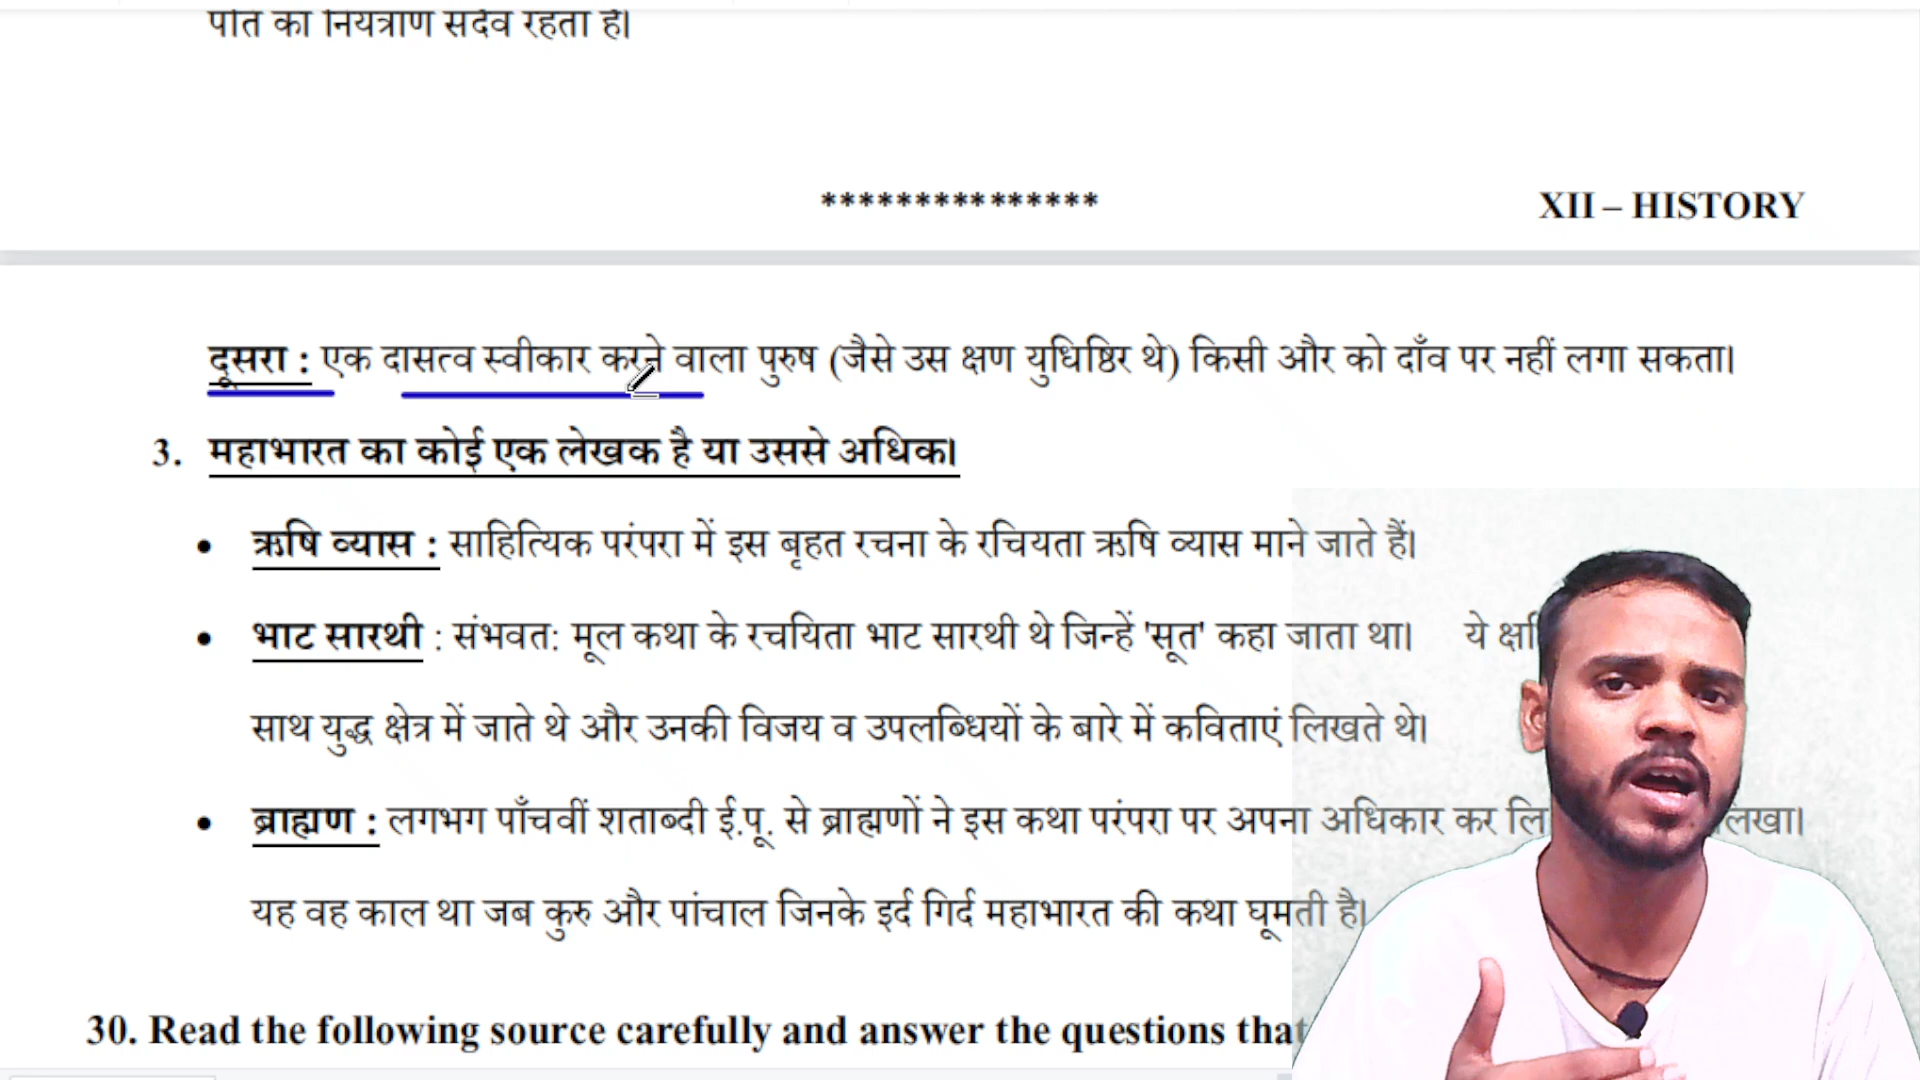 पति का नियंत्राण सदैव रहता है।
***************
XII – HISTORY
दूसरा : एक दासत्व स्वीकार करने वाला पुरुष (जैसे उस क्षण युधिष्ठिर थे) किसी और को दाँव पर नहीं लगा सकता।
3. महाभारत का कोई एक लेखक है या उससे अधिक।
• ऋषि व्यास : साहित्यिक परंपरा में इस बृहत रचना के रचियता ऋषि व्यास माने जाते हैं।
• भाट सारथी : संभवत: मूल कथा के रचयिता भाट सारथी थे जिन्हें 'सूत' कहा जाता था। ये
साथ युद्ध क्षेत्र में जाते थे और उनकी विजय व उपलब्धियों के बारे में कविताएं लिखते थे।
• ब्राह्मण : लगभग पाँचवीं शताब्दी ई.पू. से ब्राह्मणों ने इस कथा परंपरा पर अपना अधिकार कर लिखा।
यह वह काल था जब कुरु और पांचाल जिनके इर्द गिर्द महाभारत की कथा घूमती है।
30. Read the following source carefully and answer the questions